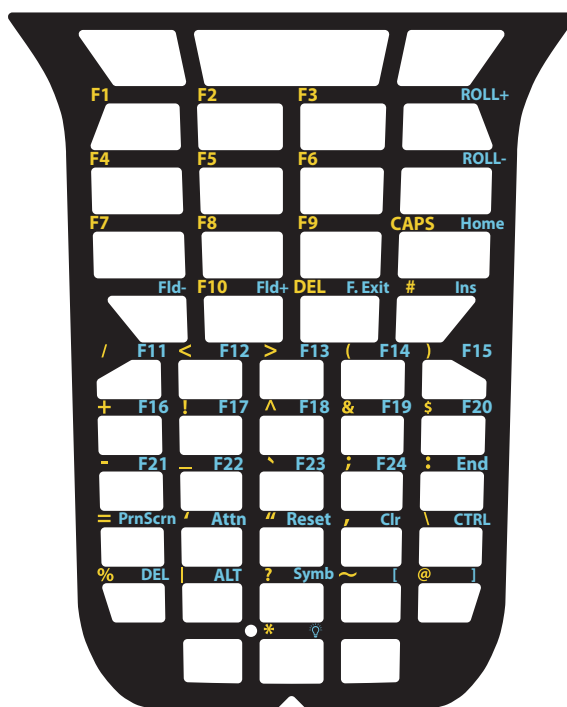 F1 F2 F3 ROLL+
F4 F5 F6 ROLL-
F7 F8 F9 CAPS Home
Fld- F10 Fld+ DEL F. Exit # Ins
/ F11 < F12 > F13 ( F14 ) F15
+ F16 ! F17 ^ F18 & F19 $ F20
- F21 _ F22 ` F23 ; F24 : End
= PrnScrn ‘ Attn “ Reset , Clr \ CTRL
% DEL | ALT ? Symb ~ [ @ ]
*